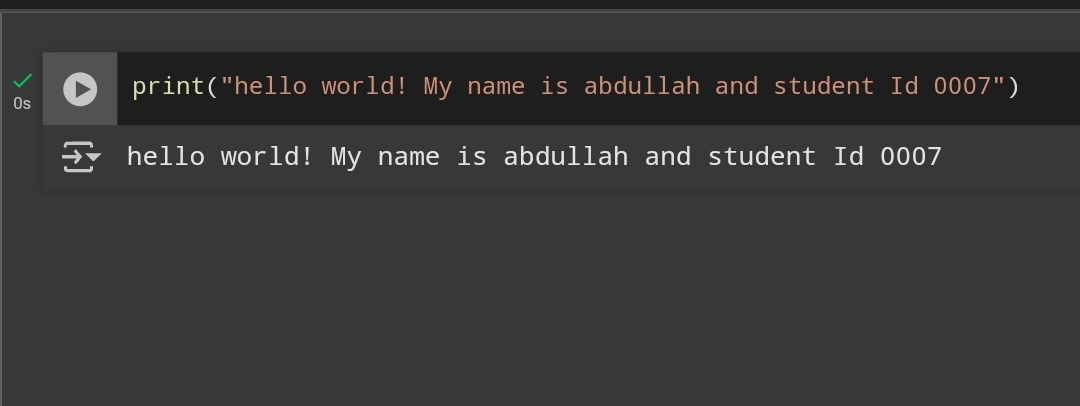 print("hello world! My name is abdullah and student Id 0007")
0s
hello world! My name is abdullah and student Id 0007